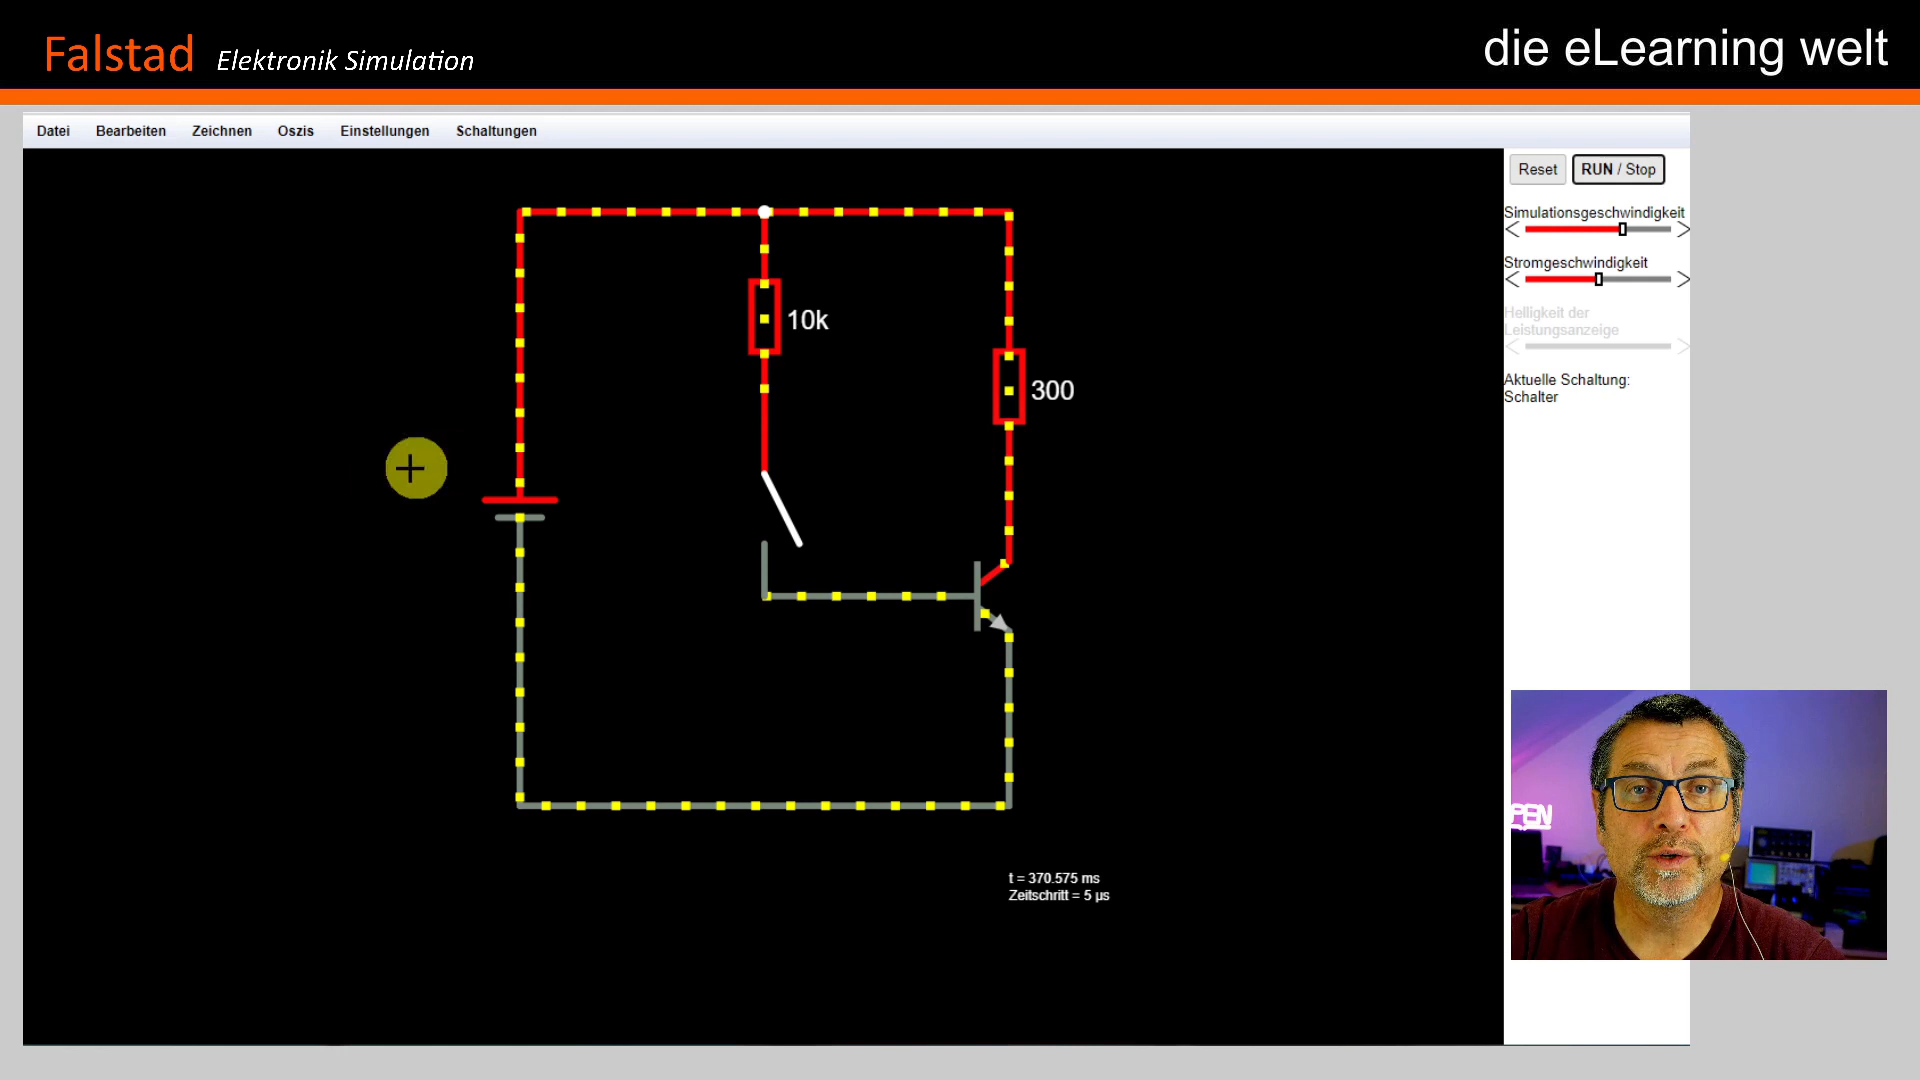 Falstad Elektronik Simulation
die eLearning welt
Datei Bearbeiten Zeichnen Oszis Einstellungen Schaltungen
Reset RUN / Stop
Simulationsgeschwindigkeit
Stromgeschwindigkeit
Helligkeit der
Leistungsanzeige
Aktuelle Schaltung:
Schalter
10k
300
t = 370.575 ms
Zeitschritt = 5 µs
PEN